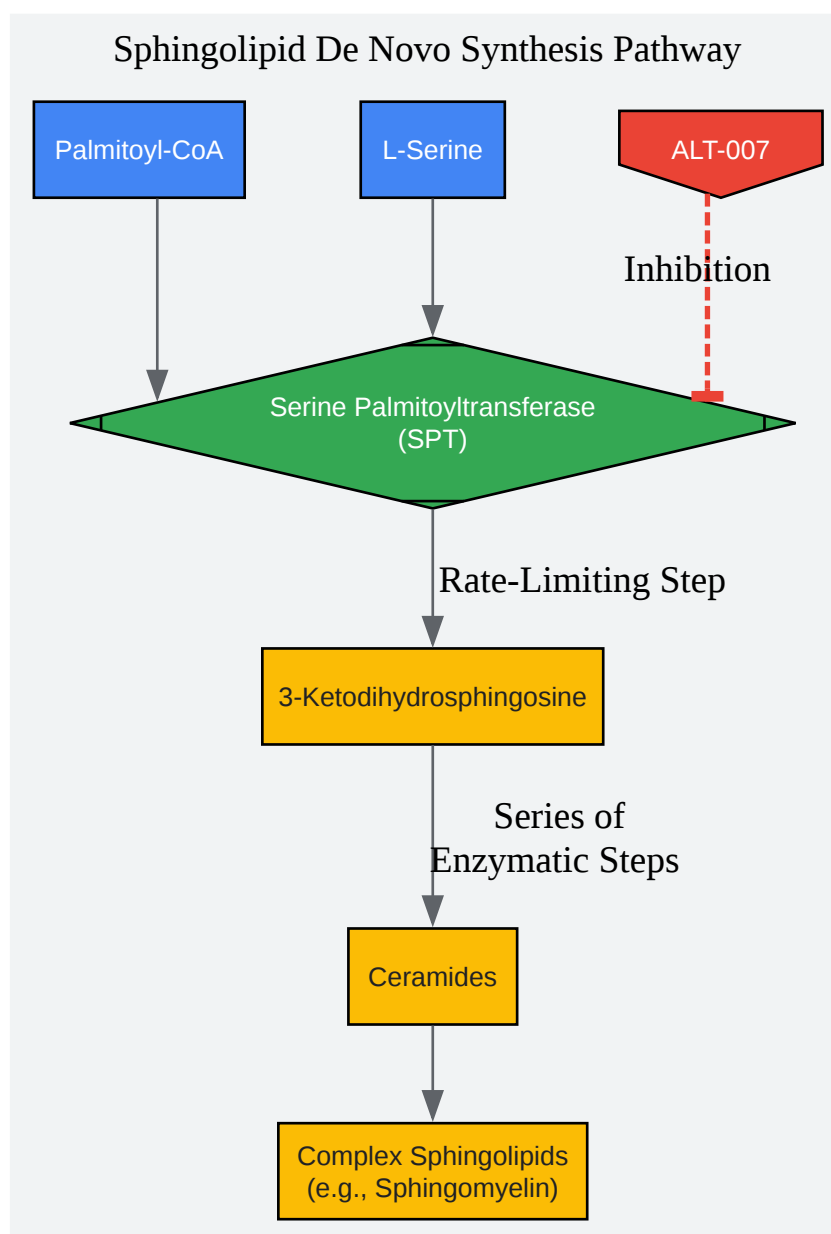 Sphingolipid De Novo Synthesis Pathway
Palmitoyl-CoA
L-Serine
ALT-007
Inhibition
Serine Palmitoyltransferase
(SPT)
Rate-Limiting Step
3-Ketodihydrosphingosine
Series of
Enzymatic Steps
Ceramides
Complex Sphingolipids
(e.g., Sphingomyelin)